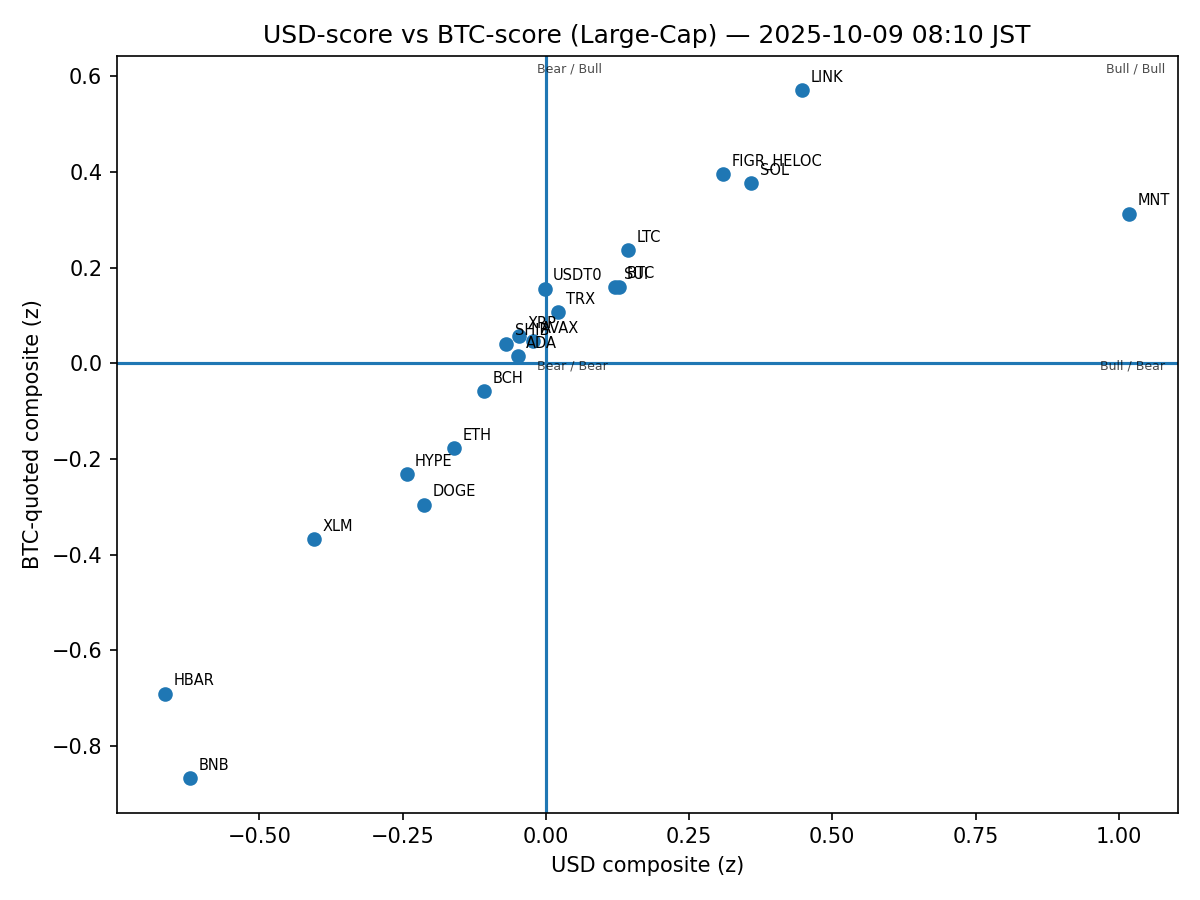 USD-score vs BTC-score (Large-Cap) — 2025-10-09 08:10 JST
Bear / Bull
Bull / Bull
LINK
FIGR_HELOC
SOL
MNT
LTC
USDT0
SUI
BTC
TRX
XRP
SHIB
AVAX
ADA
Bear / Bear
Bull / Bear
BCH
ETH
HYPE
DOGE
XLM
HBAR
BNB
0.6
0.4
0.2
0.0
−0.2
−0.4
−0.6
−0.8
BTC-quoted composite (z)
−0.50
−0.25
0.00
0.25
0.50
0.75
1.00
USD composite (z)